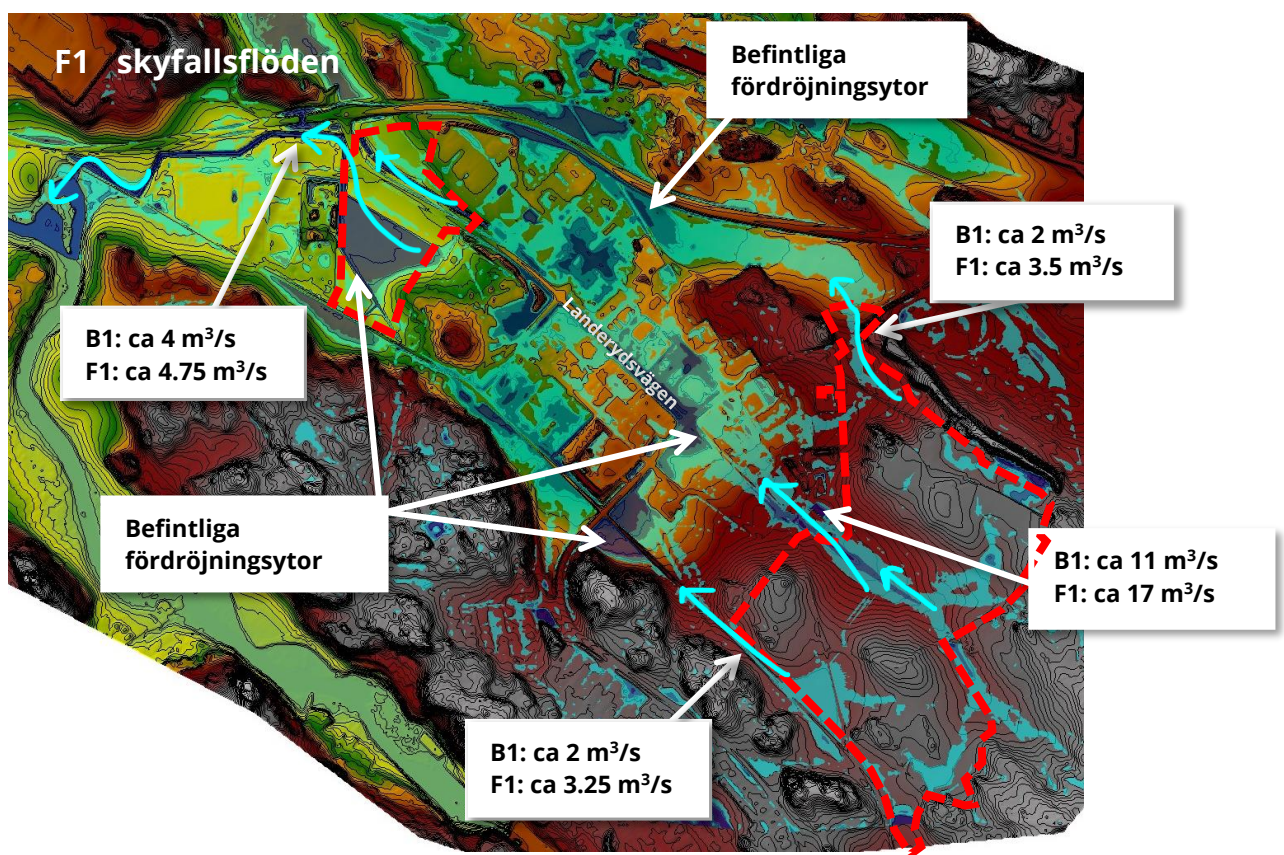 F1 skyfallsflöden
Befintliga
fördröjningsytor
B1: ca 2 m³/s
F1: ca 3.5 m³/s
B1: ca 4 m³/s
F1: ca 4.75 m³/s
Landerydsvägen
Befintliga
fördröjningsytor
B1: ca 11 m³/s
F1: ca 17 m³/s
B1: ca 2 m³/s
F1: ca 3.25 m³/s